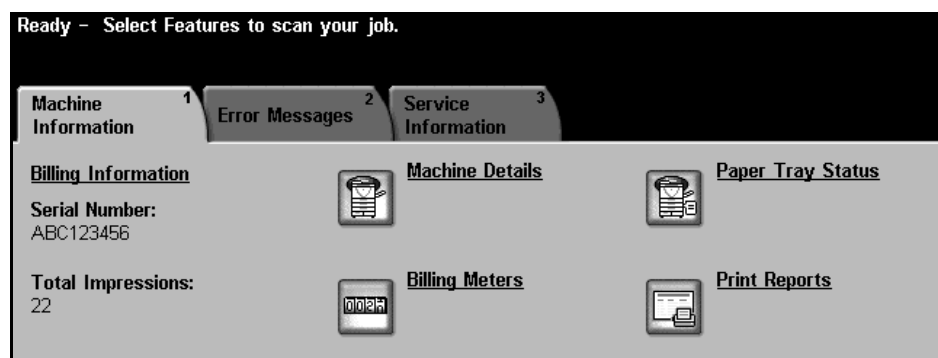 Ready – Select Features to scan your job.
Machine Information 1
Error Messages 2
Service Information 3
Billing Information
Serial Number:
ABC123456
Total Impressions:
22
Machine Details
Billing Meters
Paper Tray Status
Print Reports